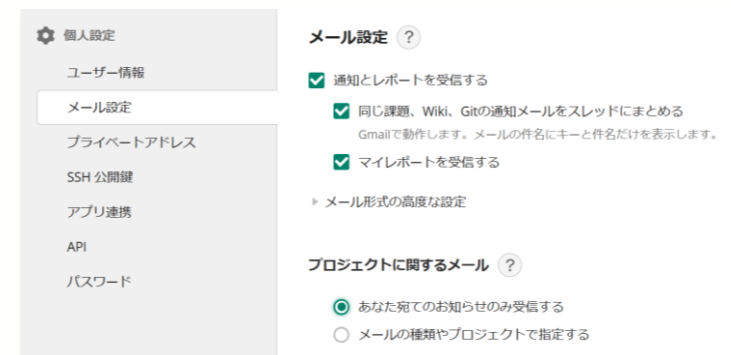 個人設定
ユーザー情報
メール設定
プライベートアドレス
SSH 公開鍵
アプリ連携
API
パスワード
メール設定 ?
通知とレポートを受信する
同じ課題、Wiki、Gitの通知メールをスレッドにまとめる
Gmailで動作します。メールの件名にキーと件名だけを表示します。
マイレポートを受信する
メール形式の高度な設定
プロジェクトに関するメール ?
あなた宛てのお知らせのみ受信する
メールの種類やプロジェクトで指定する